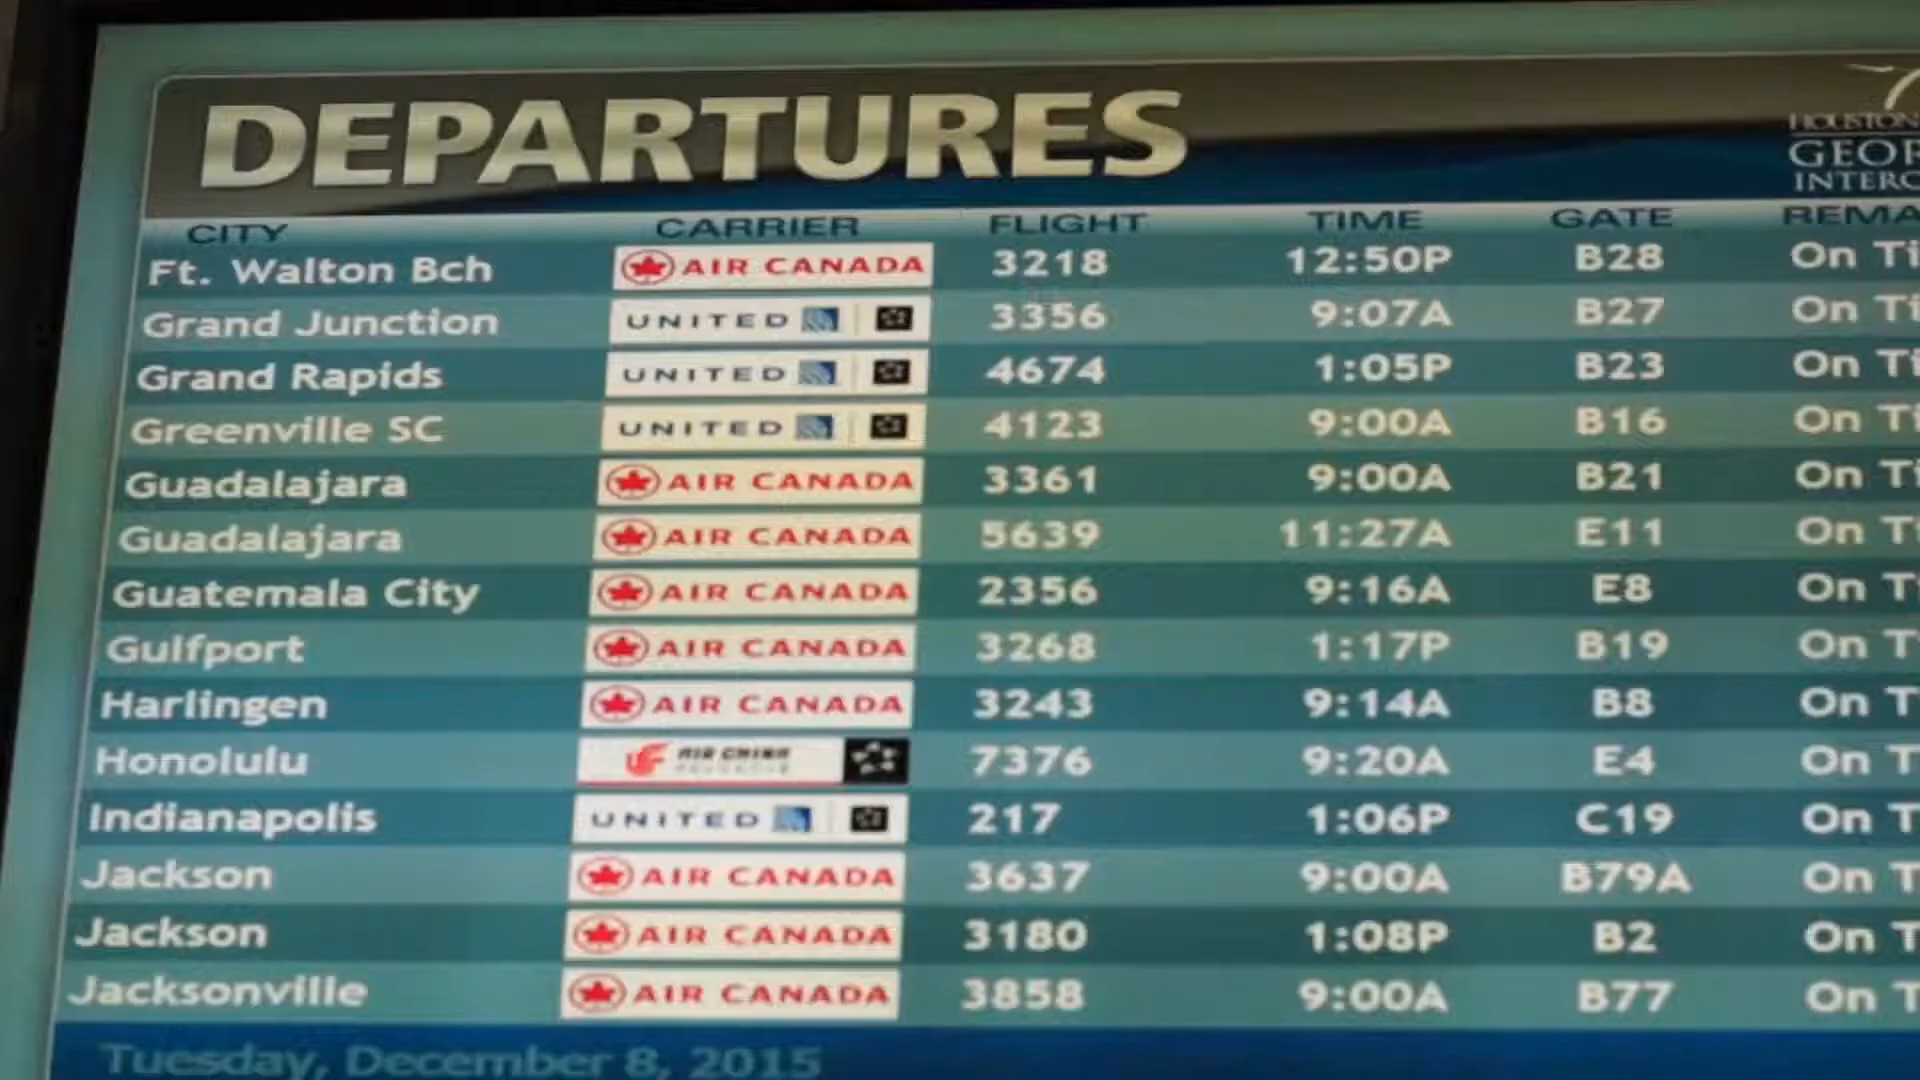 DEPARTURES
HOUSTON
GEOR
INTERC
CITY CARRIER FLIGHT TIME GATE REMA
Ft. Walton Bch AIR CANADA 3218 12:50P B28 On Ti
Grand Junction UNITED 3356 9:07A B27 On Ti
Grand Rapids UNITED 4674 1:05P B23 On Ti
Greenville SC UNITED 4123 9:00A B16 On Ti
Guadalajara AIR CANADA 3361 9:00A B21 On Ti
Guadalajara AIR CANADA 5639 11:27A E11 On Ti
Guatemala City AIR CANADA 2356 9:16A E8 On Ti
Gulfport AIR CANADA 3268 1:17P B19 On T
Harlingen AIR CANADA 3243 9:14A B8 On T
Honolulu AIR CHINA 7376 9:20A E4 On T
Indianapolis UNITED 217 1:06P C19 On T
Jackson AIR CANADA 3637 9:00A B79A On T
Jackson AIR CANADA 3180 1:08P B2 On T
Jacksonville AIR CANADA 3858 9:00A B77 On T
Tuesday, December 8, 2015